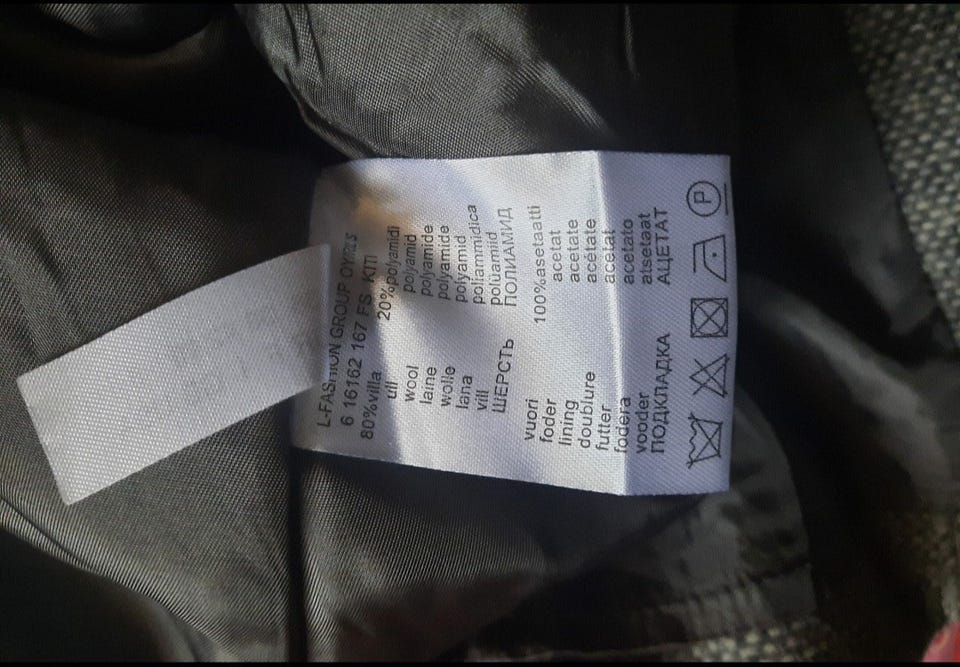 L-FASHION GROUP OY
6 16162 167 FS KITI
80%villa 20%polyamidi
ull polyamid
wool polyamide
laine polyamide
wolle polyamid
lana poliammidica
vill polüamiid
ШЕРСТЬ ПОЛИАМИД
vuori 100%asetaatti
foder acetat
lining acetate
doublure acétate
futter acetat
fodera acetato
vooder atsetaat
ПОДКЛАДКА АЦЕТАТ
P